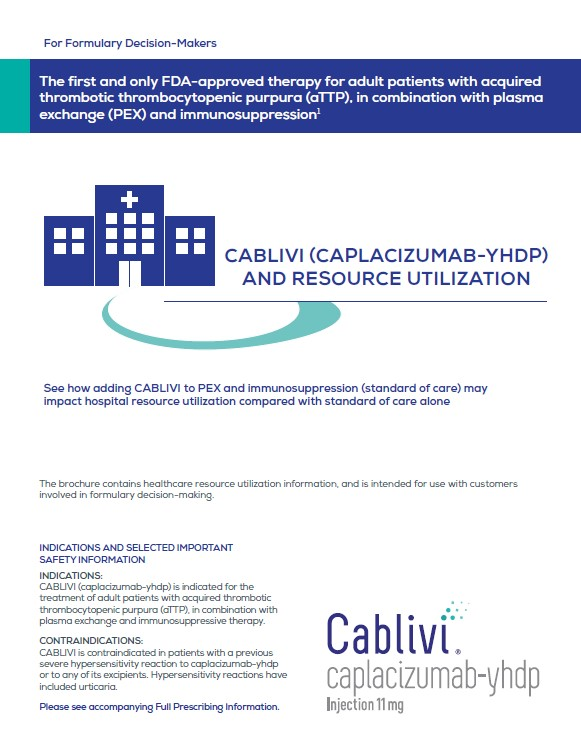 For Formulary Decision-Makers
The first and only FDA-approved therapy for adult patients with acquired
thrombotic thrombocytopenic purpura (aTTP), in combination with plasma
exchange (PEX) and immunosuppression¹
CABLIVI (CAPLACIZUMAB-YHDP)
AND RESOURCE UTILIZATION
See how adding CABLIVI to PEX and immunosuppression (standard of care) may
impact hospital resource utilization compared with standard of care alone
The brochure contains healthcare resource utilization information, and is intended for use with customers
involved in formulary decision-making.
INDICATIONS AND SELECTED IMPORTANT
SAFETY INFORMATION
INDICATIONS:
CABLIVI (caplacizumab-yhdp) is indicated for the
treatment of adult patients with acquired thrombotic
thrombocytopenic purpura (aTTP), in combination with
plasma exchange and immunosuppressive therapy.
CONTRAINDICATIONS:
CABLIVI is contraindicated in patients with a previous
severe hypersensitivity reaction to caplacizumab-yhdp
or to any of its excipients. Hypersensitivity reactions have
included urticaria.
Please see accompanying Full Prescribing Information.
Cablivi®
caplacizumab-yhdp
Injection 11 mg